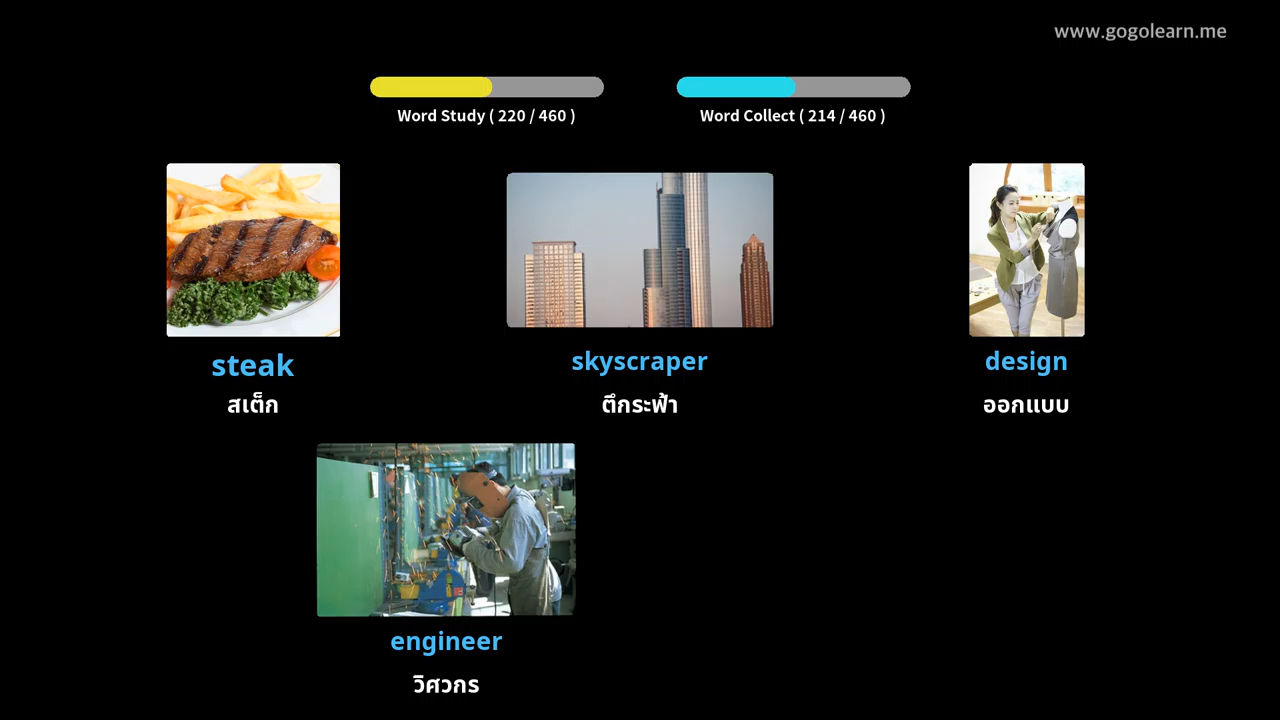 www.gogolearn.me
Word Study ( 220 / 460 )
Word Collect ( 214 / 460 )
steak
สเต็ก
skyscraper
ตึกระฟ้า
design
ออกแบบ
engineer
วิศวกร